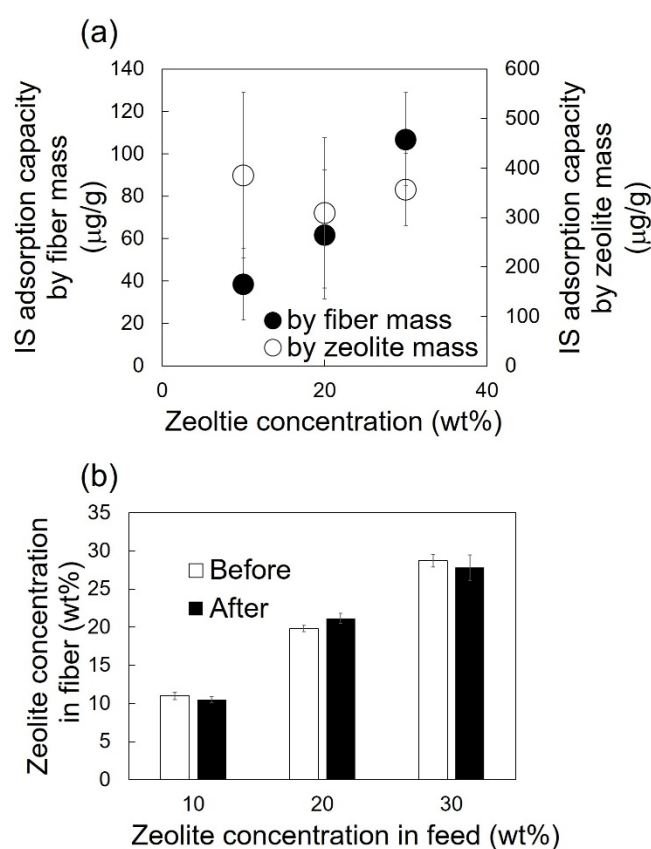 (a)
IS adsorption capacity
by fiber mass
(μg/g)
140
120
100
80
60
40
20
0
600
500
400
300
200
100
0
IS adsorption capacity
by zeolite mass
(μg/g)
by fiber mass
by zeolite mass
0
20
40
Zeoltie concentration (wt%)
(b)
Zeolite concentration
in fiber (wt%)
35
30
25
20
15
10
5
0
Before
After
10
20
30
Zeolite concentration in feed (wt%)